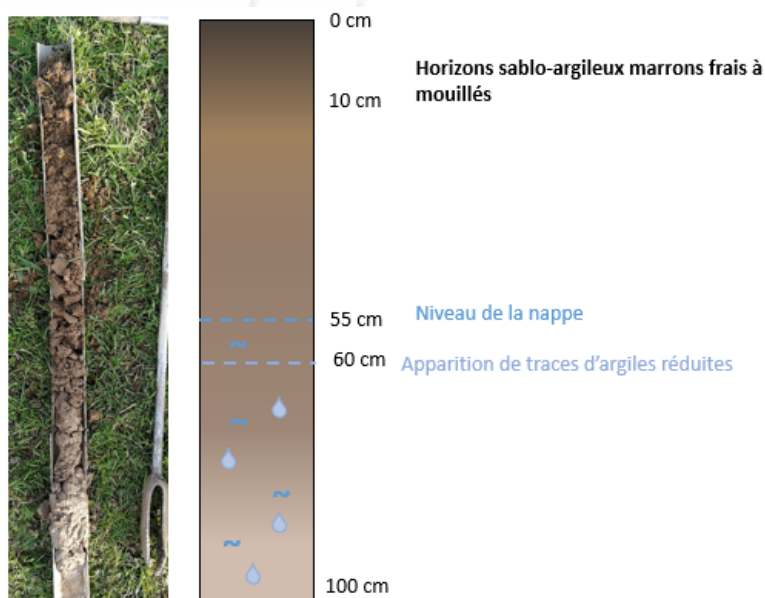 0 cm
Horizons sablo-argileux marrons frais à
mouillés
10 cm
55 cm
Niveau de la nappe
60 cm
Apparition de traces d'argiles réduites
100 cm